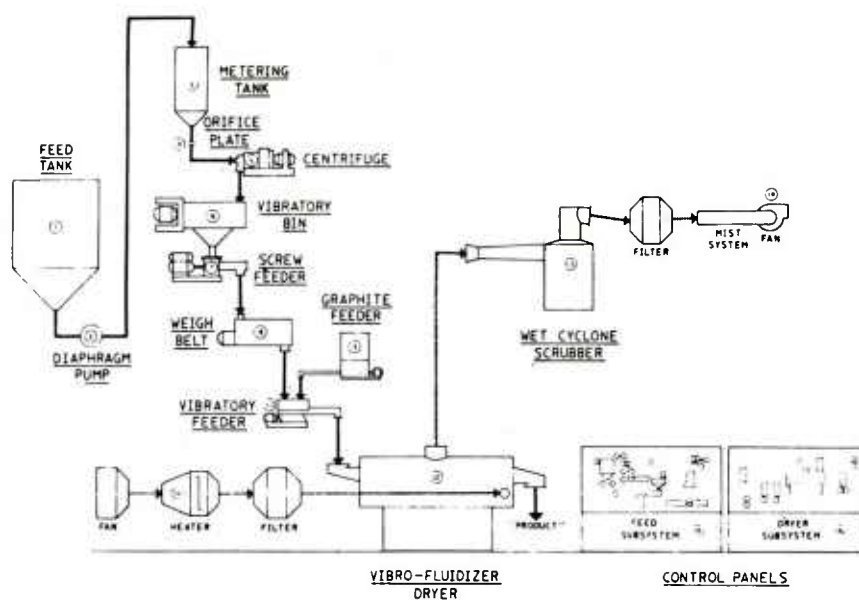 METERING
TANK
ORIFICE
PLATE
FEED
TANK
CENTRIFUGE
VIBRATORY
BIN
SCREW
FEEDER
GRAPHITE
FEEDER
WEIGH
BELT
DIAPHRAGM
PUMP
VIBRATORY
FEEDER
FILTER
MIST
SYSTEM
FAN
WET CYCLONE
SCRUBBER
FAN
HEATER
FILTER
PRODUCT
FEED
SUBSYSTEM
DRYER
SUBSYSTEM
VIBRO-FLUIDIZER
DRYER
CONTROL PANELS